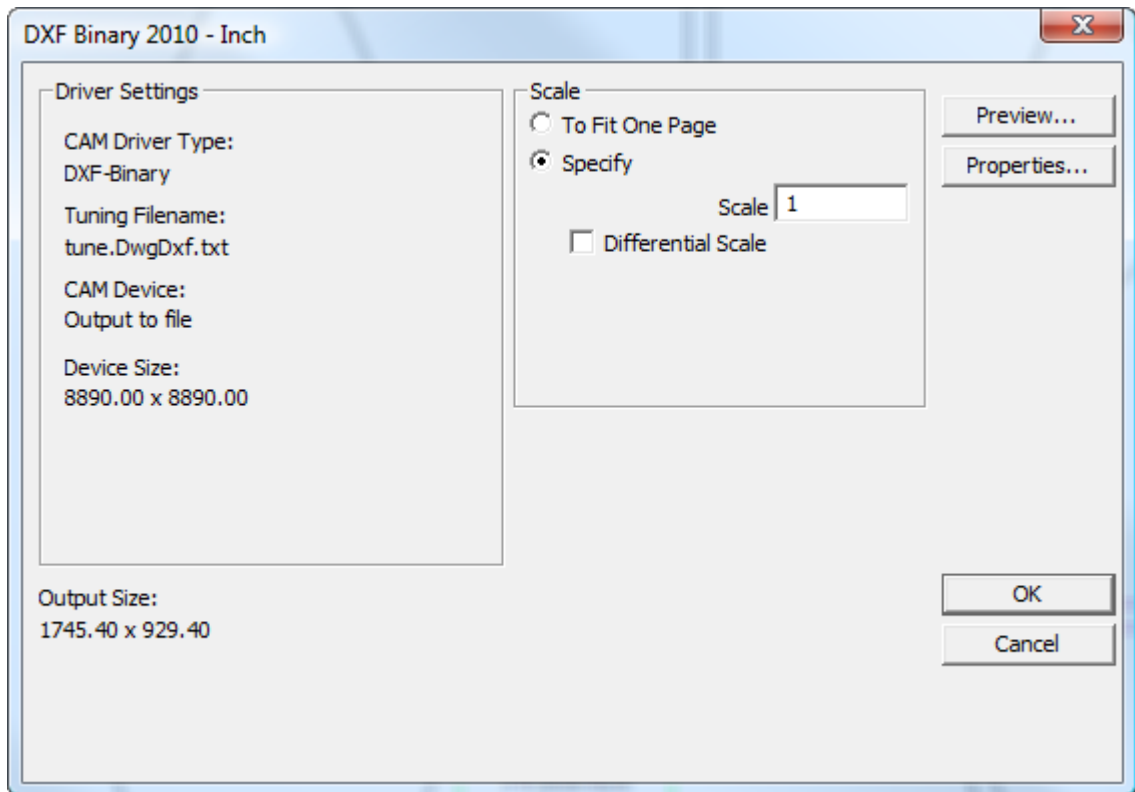 DXF Binary 2010 - Inch
Driver Settings
CAM Driver Type:
DXF-Binary
Tuning Filename:
tune.DwgDxf.txt
CAM Device:
Output to file
Device Size:
8890.00 x 8890.00
Scale
To Fit One Page
Specify
Scale 1
Differential Scale
Preview...
Properties...
Output Size:
1745.40 x 929.40
OK
Cancel